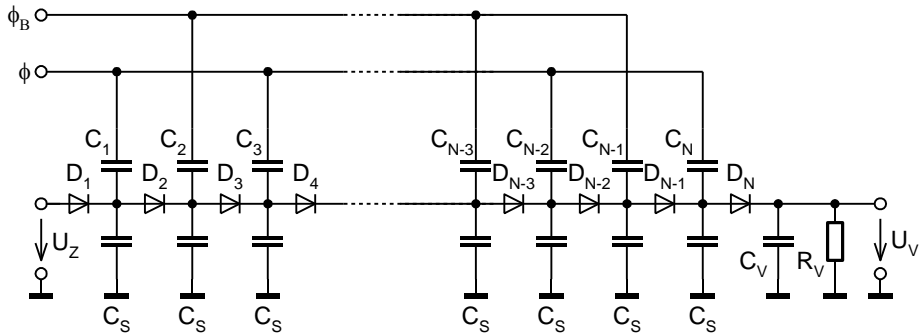 ϕB
ϕ
C1 C2 C3 CN-3 CN-2 CN-1 CN
D1 D2 D3 D4 DN-3 DN-2 DN-1 DN
UZ CV RV UV
CS CS CS CS CS CS CS